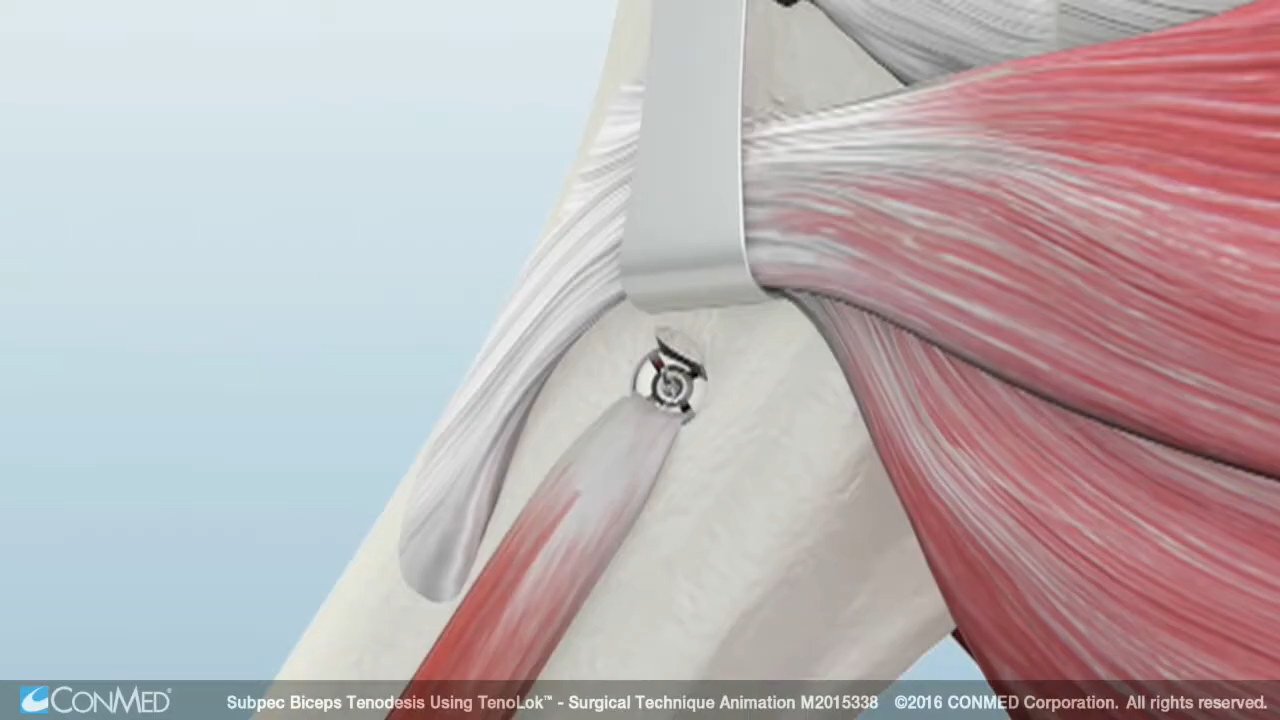 CONMED® Subpec Biceps Tenodesis Using TenoLok™ - Surgical Technique Animation M2015338 ©2016 CONMED Corporation. All rights reserved.